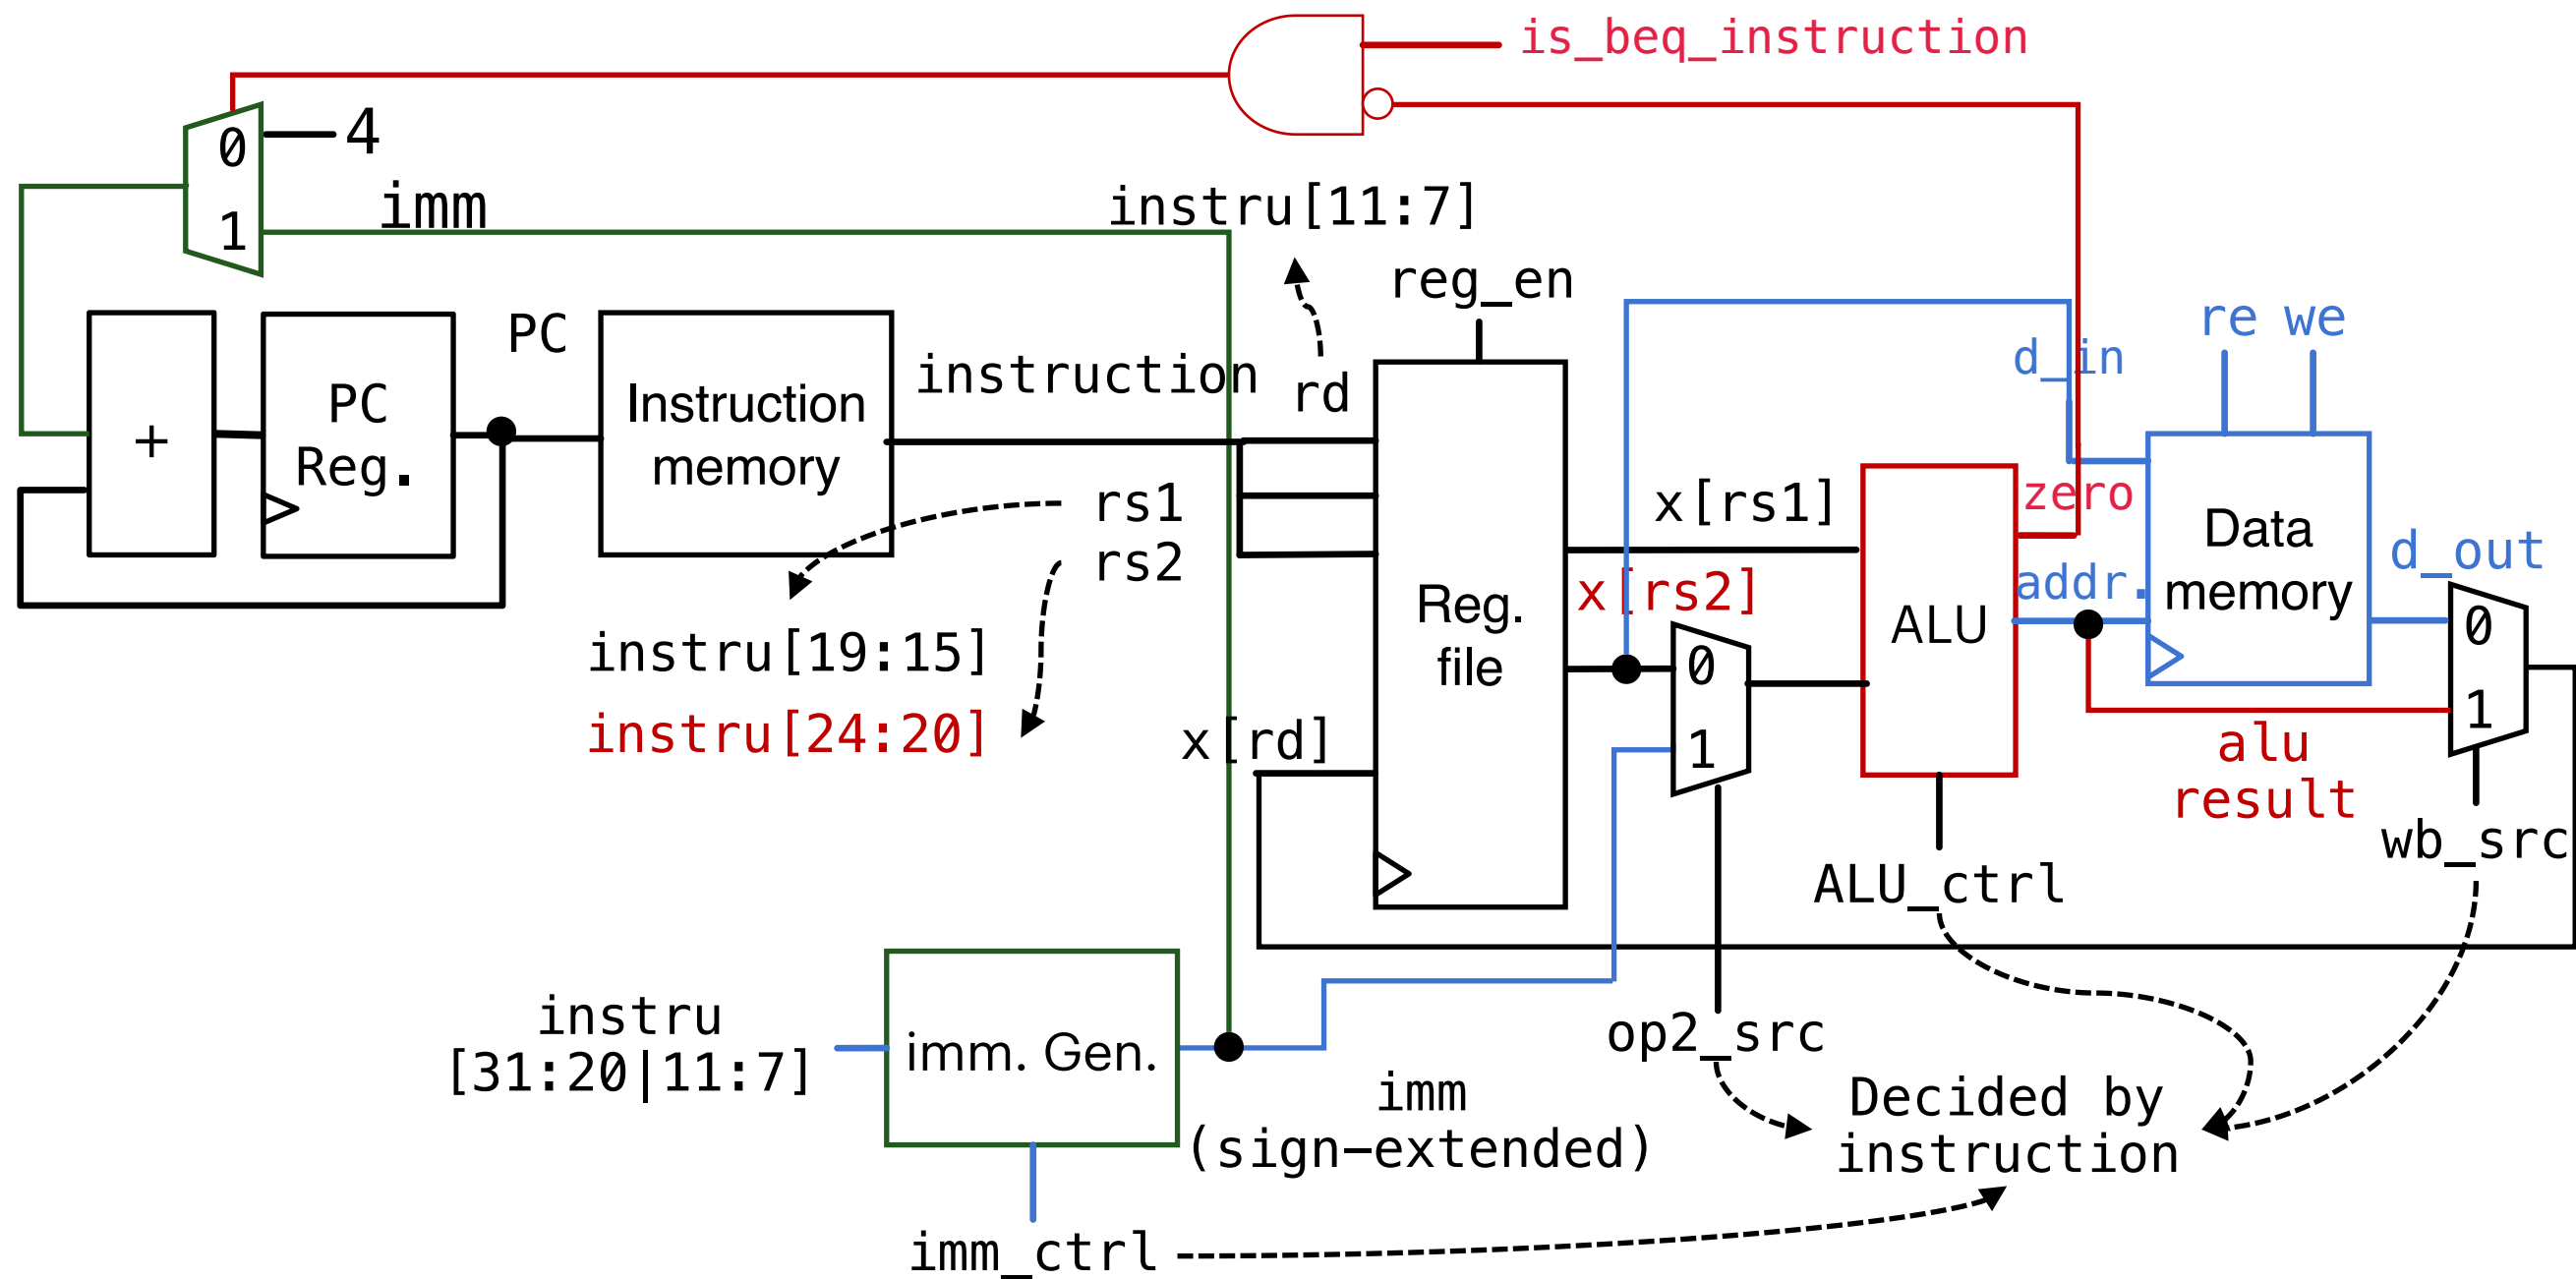 is_beq_instruction
0
4
1
imm
instru[11:7]
reg_en
rd
re we
d_in
PC
instruction
+
PC
Reg.
Instruction
memory
rs1
rs2
instru[19:15]
instru[24:20]
x[rd]
Reg.
file
x[rs1]
x[rs2]
0
1
ALU
zero
addr.
Data
memory
d_out
0
1
alu
result
wb_src
ALU_ctrl
instru
[31:20|11:7]
imm. Gen.
imm
(sign-extended)
op2_src
Decided by
instruction
imm_ctrl